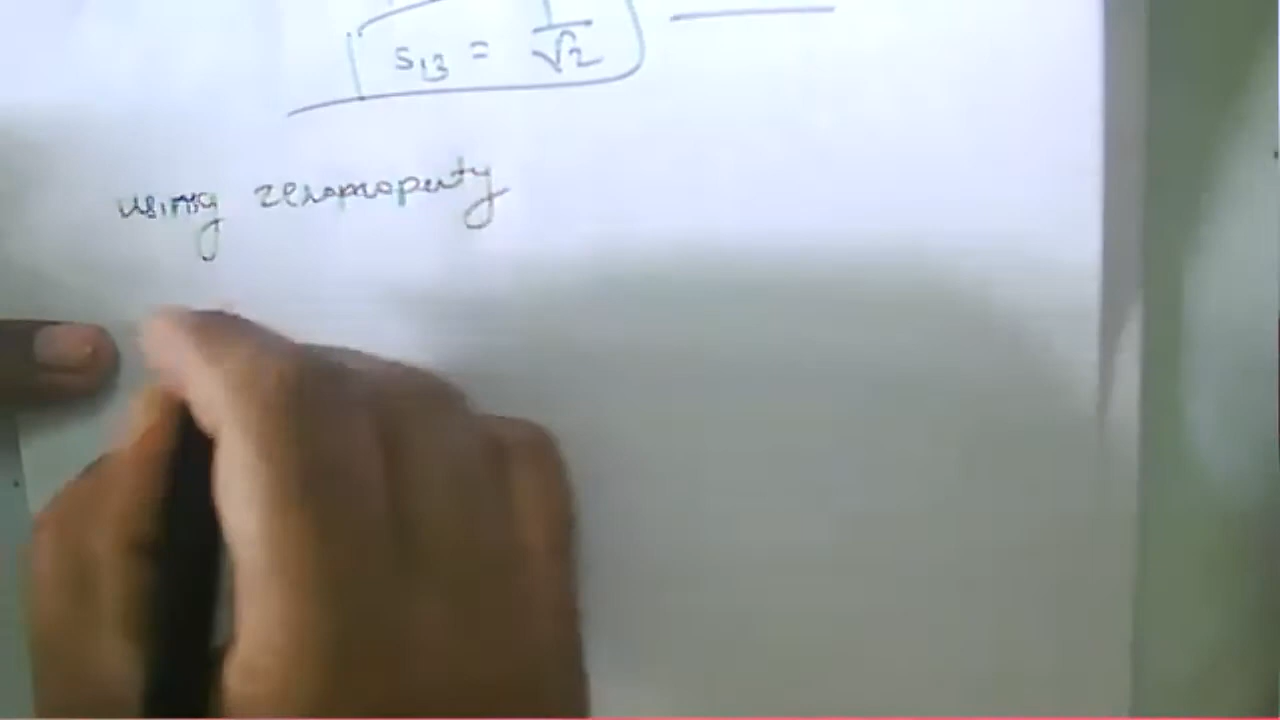 S13 = 1/√2
using zeroproperty